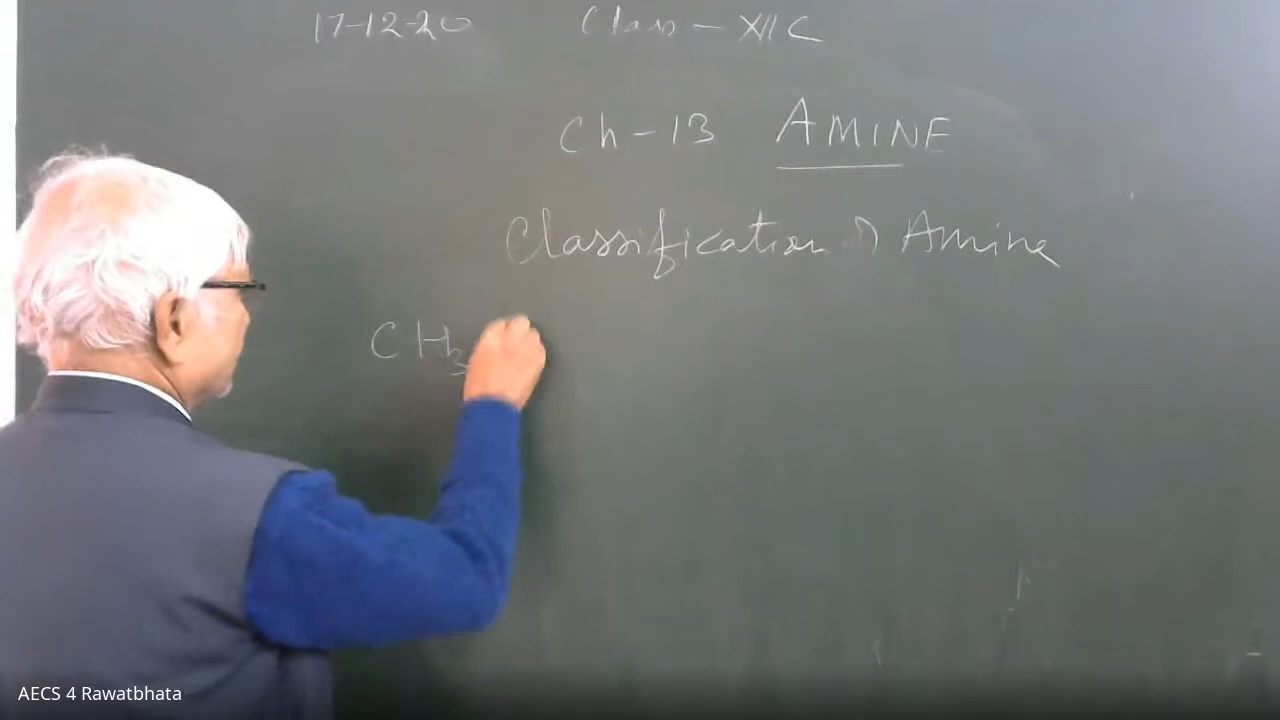 17-12-20 Class - XII C
Ch - 13 AMINE
Classification of Amine
CH3
AECS 4 Rawatbhata